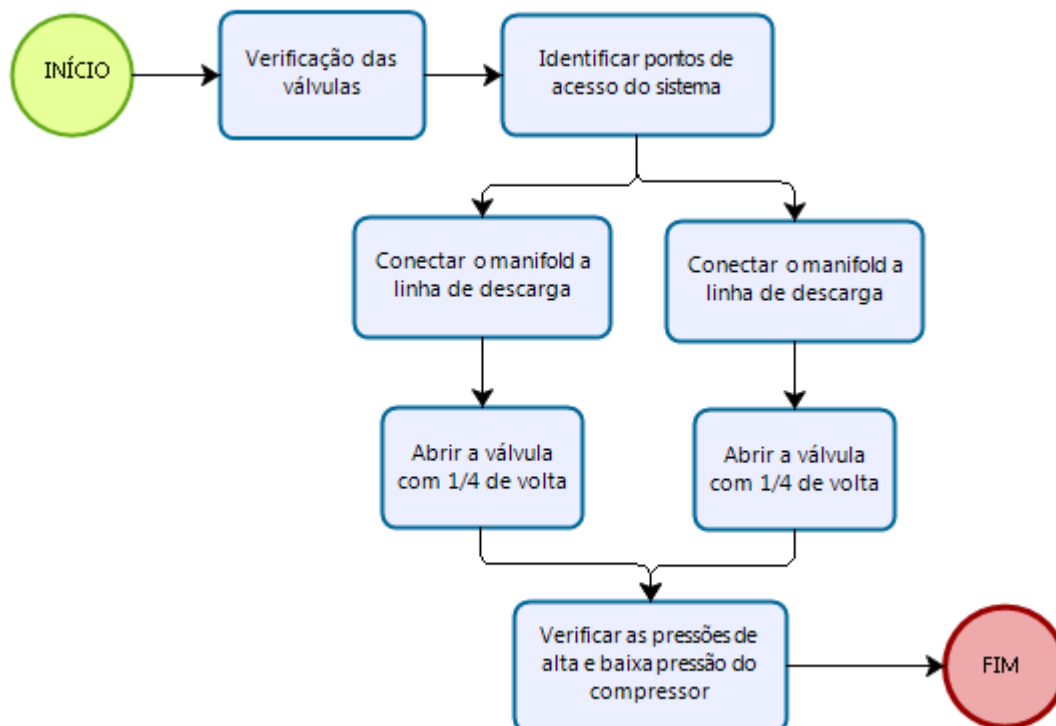 INÍCIO
Verificação das
válvulas
Identificar pontos de
acesso do sistema
Conectar o manifold a
linha de descarga
Conectar o manifold a
linha de descarga
Abrir a válvula
com 1/4 de volta
Abrir a válvula
com 1/4 de volta
Verificar as pressões de
alta e baixa pressão do
compressor
FIM